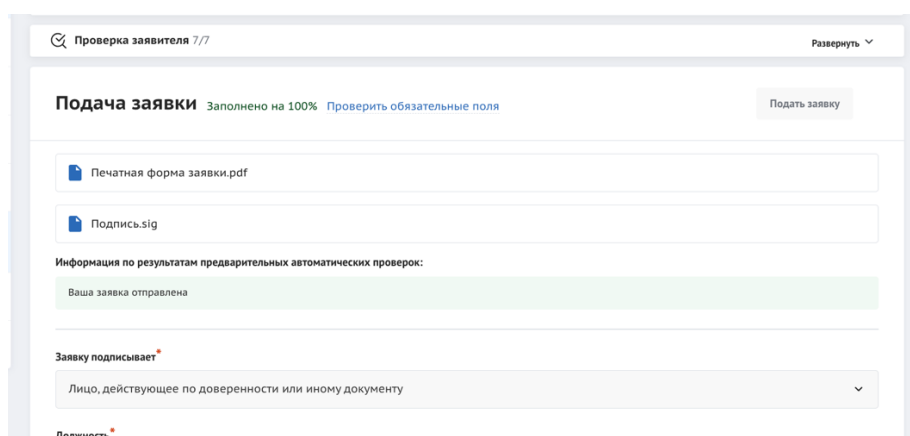 Проверка заявителя 7/7
Развернуть
Подача заявки Заполнено на 100% Проверить обязательные поля
Подать заявку
Печатная форма заявки.pdf
Подпись.sig
Информация по результатам предварительных автоматических проверок:
Ваша заявка отправлена
Заявку подписывает*
Лицо, действующее по доверенности или иному документу
Должность*